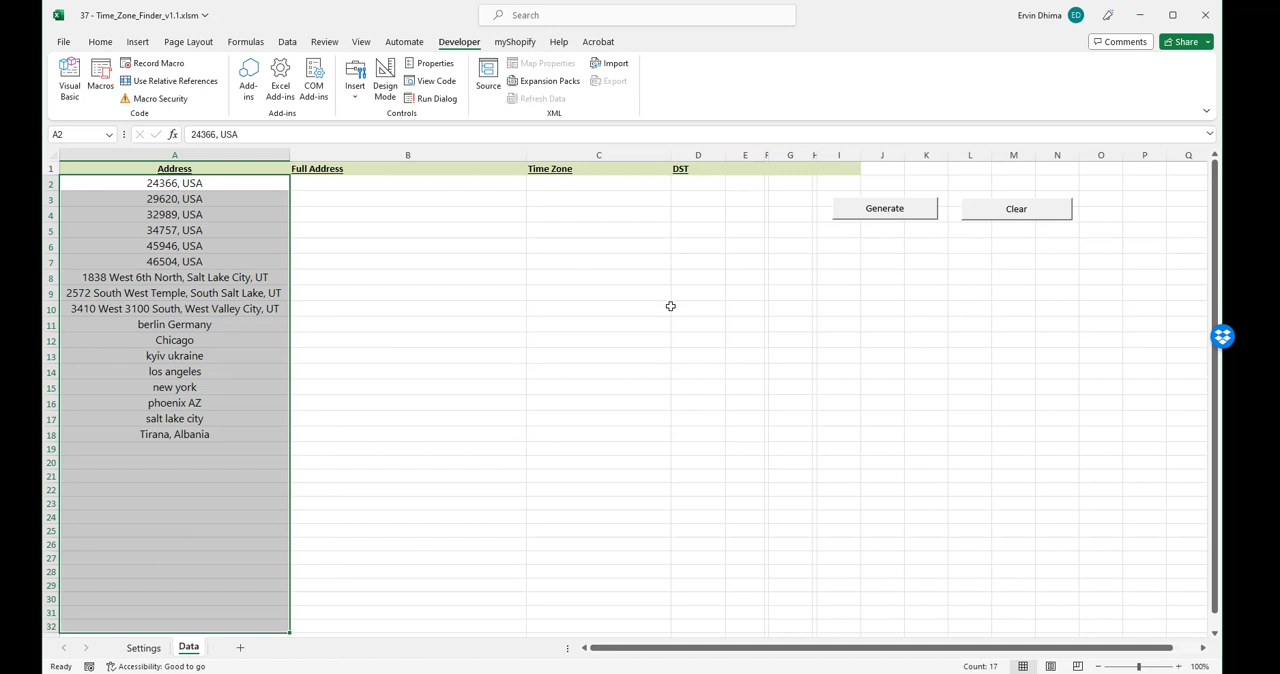 37 - Time_Zone_Finder_v1.1.xlsm
Search
Ervin Dhima
ED
File Home Insert Page Layout Formulas Data Review View Automate Developer Shopify Help Acrobat
Comments
Share
Visual Basic
Macros
Record Macro
Use Relative References
Macro Security
Code
Add-ins
Excel Add-ins
COM Add-ins
Add-ins
Insert
Design Mode
Properties
View Code
Run Dialog
Controls
Source
Map Properties
Expansion Packs
Refresh Data
Import
Export
XML
A2
fx
24366, USA
A B C D E F G H I J K L M N O P Q
1 Address Full Address Time Zone DST
2 24366, USA
3 29620, USA
Generate Clear
4 32989, USA
5 34757, USA
6 45946, USA
7 46504, USA
8 1838 West 6th North, Salt Lake City, UT
9 2572 South West Temple, South Salt Lake, UT
10 3410 West 3100 South, West Valley City, UT
11 berlin Germany
12 Chicago
13 kyiv ukraine
14 los angeles
15 new york
16 phoenix AZ
17 salt lake city
18 Tirana, Albania
19
20
21
22
23
24
25
26
27
28
29
30
31
32
Settings Data
Ready
Accessibility: Good to go
Count: 17
100%